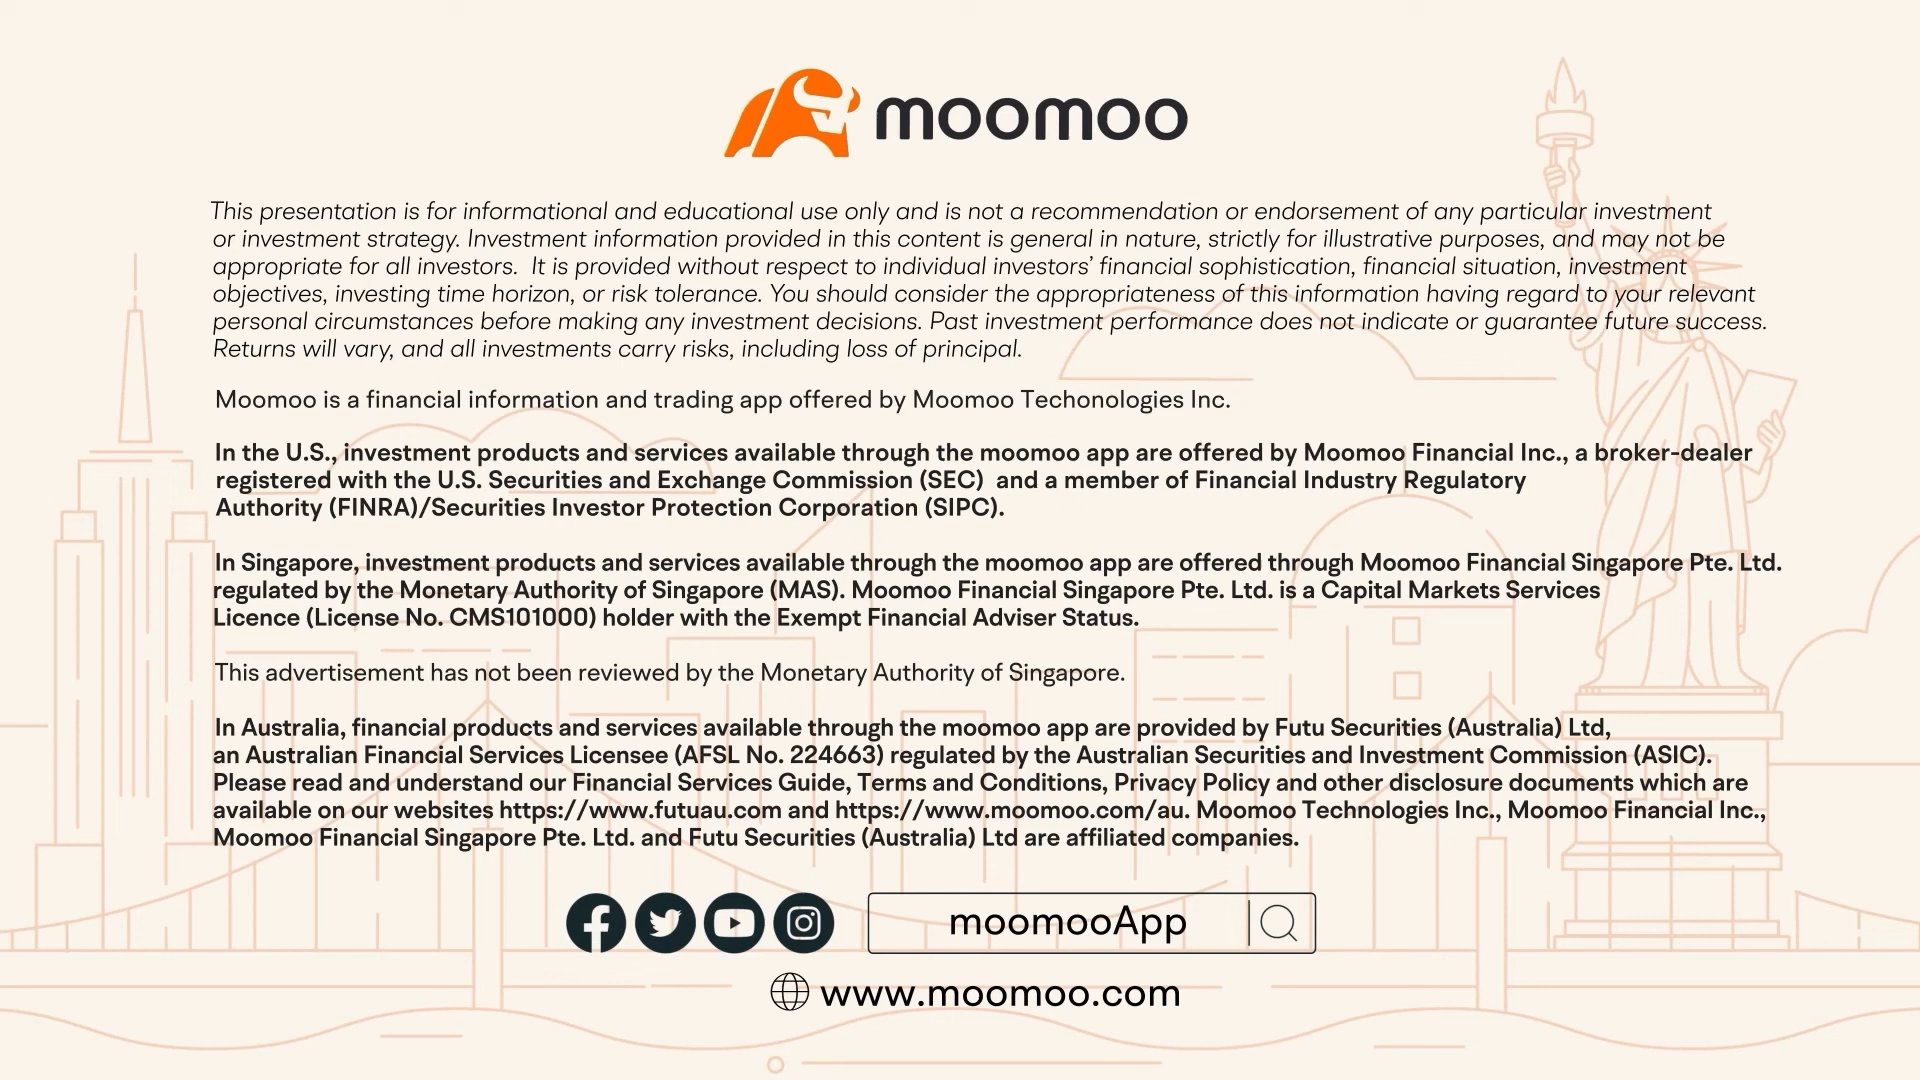 moomoo
This presentation is for informational and educational use only and is not a recommendation or endorsement of any particular investment
or investment strategy. Investment information provided in this content is general in nature, strictly for illustrative purposes, and may not be
appropriate for all investors.  It is provided without respect to individual investors’ financial sophistication, financial situation, investment
objectives, investing time horizon, or risk tolerance. You should consider the appropriateness of this information having regard to your relevant
personal circumstances before making any investment decisions. Past investment performance does not indicate or guarantee future success.
Returns will vary, and all investments carry risks, including loss of principal.
Moomoo is a financial information and trading app offered by Moomoo Techonologies Inc.
In the U.S., investment products and services available through the moomoo app are offered by Moomoo Financial Inc., a broker-dealer
registered with the U.S. Securities and Exchange Commission (SEC)  and a member of Financial Industry Regulatory
Authority (FINRA)/Securities Investor Protection Corporation (SIPC).
In Singapore, investment products and services available through the moomoo app are offered through Moomoo Financial Singapore Pte. Ltd.
regulated by the Monetary Authority of Singapore (MAS). Moomoo Financial Singapore Pte. Ltd. is a Capital Markets Services
Licence (License No. CMS101000) holder with the Exempt Financial Adviser Status.
This advertisement has not been reviewed by the Monetary Authority of Singapore.
In Australia, financial products and services available through the moomoo app are provided by Futu Securities (Australia) Ltd,
an Australian Financial Services Licensee (AFSL No. 224663) regulated by the Australian Securities and Investment Commission (ASIC).
Please read and understand our Financial Services Guide, Terms and Conditions, Privacy Policy and other disclosure documents which are
available on our websites https://www.futuau.com and https://www.moomoo.com/au. Moomoo Technologies Inc., Moomoo Financial Inc.,
Moomoo Financial Singapore Pte. Ltd. and Futu Securities (Australia) Ltd are affiliated companies.
moomooApp
www.moomoo.com